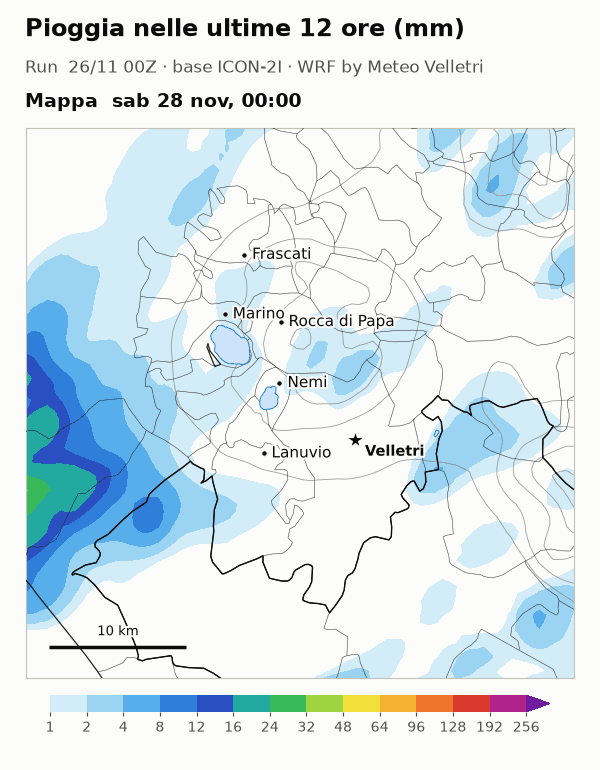 Pioggia nelle ultime 12 ore (mm)
Run  26/11 00Z · base ICON-2I · WRF by Meteo Velletri
Mappa  sab 28 nov, 00:00
Frascati
Marino
Rocca di Papa
Nemi
Velletri
Lanuvio
10 km
1 2 4 8 12 16 24 32 48 64 96 128 192 256